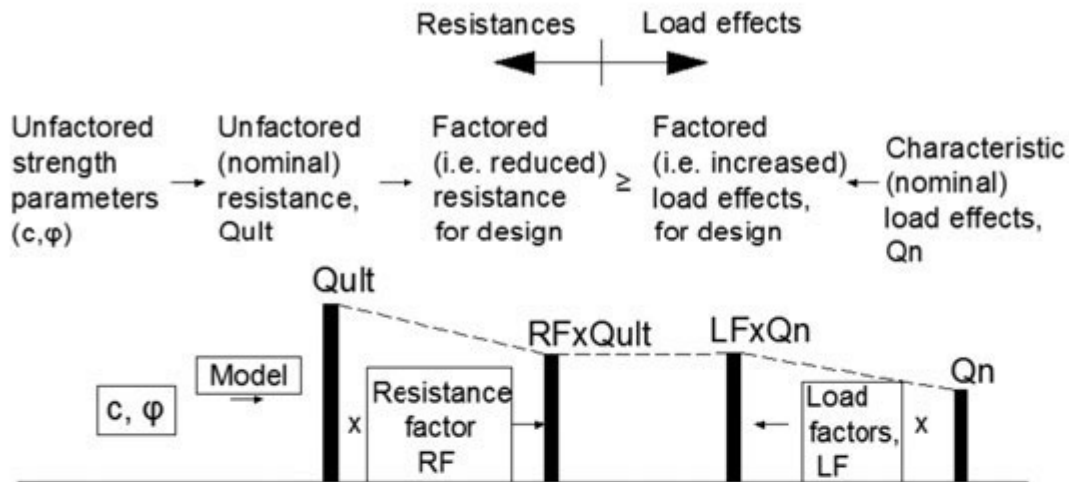 Resistances
Load effects
Unfactored
strength
parameters
(c,φ)
Unfactored
(nominal)
resistance,
Qult
Factored
(i.e. reduced)
resistance
for design
≥
Factored
(i.e. increased)
load effects,
for design
Characteristic
(nominal)
load effects,
Qn
Qult
RFxQult
LFxQn
Qn
c, φ
Model
x
Resistance
factor
RF
Load
factors,
LF
x